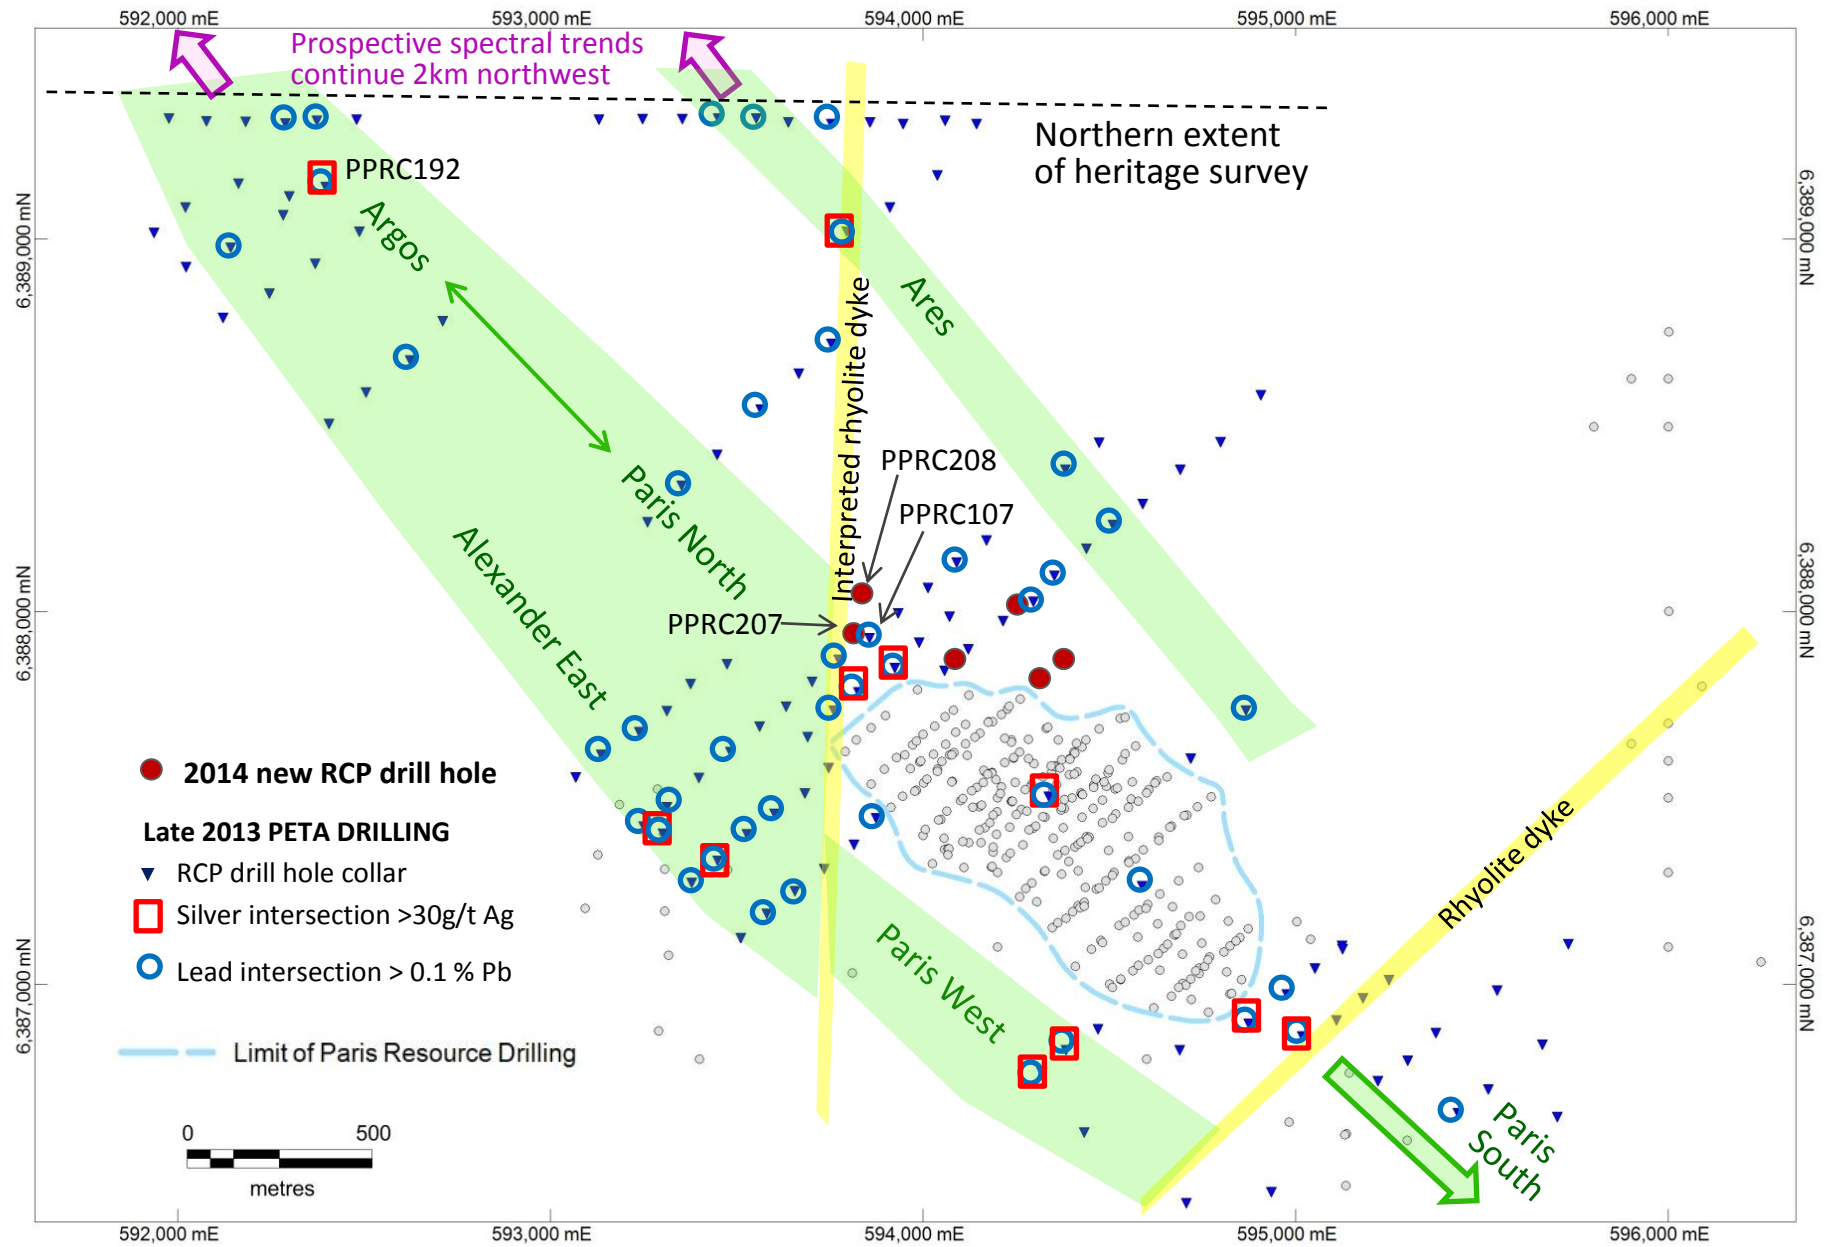 592,000 mE
593,000 mE
594,000 mE
595,000 mE
596,000 mE
Prospective spectral trends
continue 2km northwest
Northern extent
of heritage survey
PPRC192
6,389,000 mN
6,389,000 mN
Argos
Ares
Interpreted rhyolite dyke
PPRC208
PPRC107
Paris North
Alexander East
PPRC207
6,388,000 mN
6,388,000 mN
2014 new RCP drill hole
Late 2013 PETA DRILLING
RCP drill hole collar
Silver intersection >30g/t Ag
Lead intersection > 0.1 % Pb
Limit of Paris Resource Drilling
Rhyolite dyke
Paris West
6,387,000 mN
6,387,000 mN
Paris
South
0 500
metres
592,000 mE
593,000 mE
594,000 mE
595,000 mE
596,000 mE